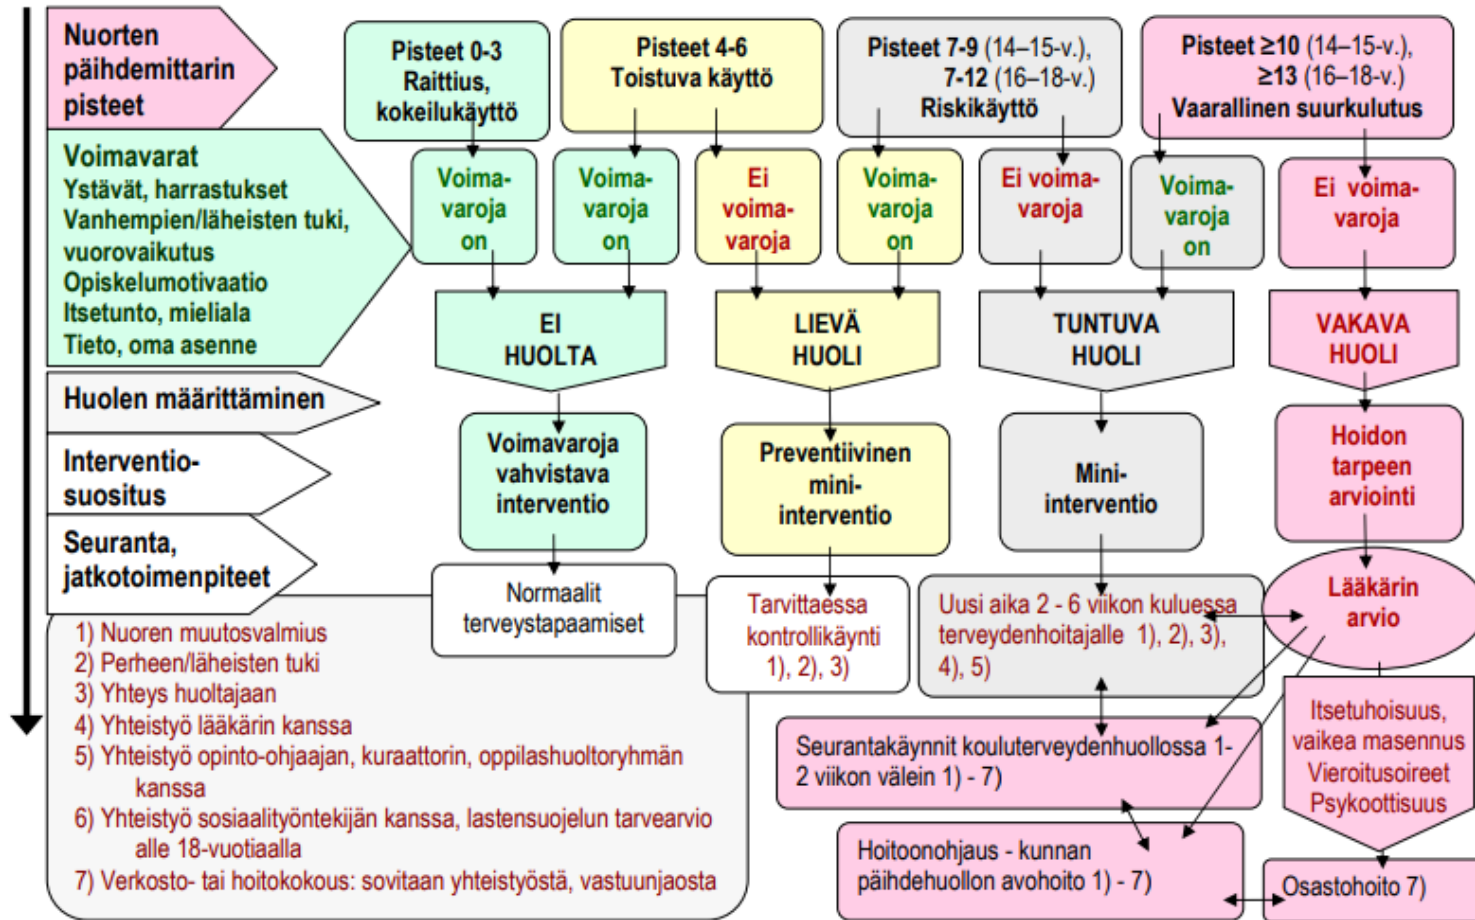 Nuorten
päihdemittarin
pisteet
Pisteet 0-3
Raittius,
kokeilukäyttö
Pisteet 4-6
Toistuva käyttö
Pisteet 7-9 (14–15-v.),
7-12 (16–18-v.)
Riskikäyttö
Pisteet ≥10 (14–15-v.),
≥13 (16–18-v.)
Vaarallinen suurkulutus
Voimavarat
Ystävät, harrastukset
Vanhempien/läheisten tuki,
vuorovaikutus
Opiskelumotivaatio
Itsetunto, mieliala
Tieto, oma asenne
Voima-
varoja
on
Voima-
varoja
on
Ei
voima-
varoja
Voima-
varoja
on
Ei voima-
varoja
Voima-
varoja
on
Ei voima-
varoja
EI
HUOLTA
LIEVÄ
HUOLI
TUNTUVA
HUOLI
VAKAVA
HUOLI
Huolen määrittäminen
Interventio-
suositus
Voimavaroja
vahvistava
interventio
Preventiivinen
mini-
interventio
Mini-
interventio
Hoidon
tarpeen
arviointi
Seuranta,
jatkotoimenpiteet
Normaalit
terveystapaamiset
Tarvittaessa
kontrollikäynti
1), 2), 3)
Uusi aika 2 - 6 viikon kuluessa
terveydenhoitajalle 1), 2), 3),
4), 5)
Lääkärin
arvio
1) Nuoren muutosvalmius
2) Perheen/läheisten tuki
3) Yhteys huoltajaan
4) Yhteistyö lääkärin kanssa
5) Yhteistyö opinto-ohjaajan, kuraattorin, oppilashuoltoryhmän
kanssa
6) Yhteistyö sosiaalityöntekijän kanssa, lastensuojelun tarvearvio
alle 18-vuotiaalla
7) Verkosto- tai hoitokokous: sovitaan yhteistyöstä, vastuunjaosta
Seurantakäynnit kouluterveydenhuollossa 1-
2 viikon välein 1) - 7)
Itsetuhoisuus,
vaikea masennus
Vieroitusoireet
Psykoottisuus
Hoitoonohjaus - kunnan
päihdehuollon avohoito 1) - 7)
Osastohoito 7)